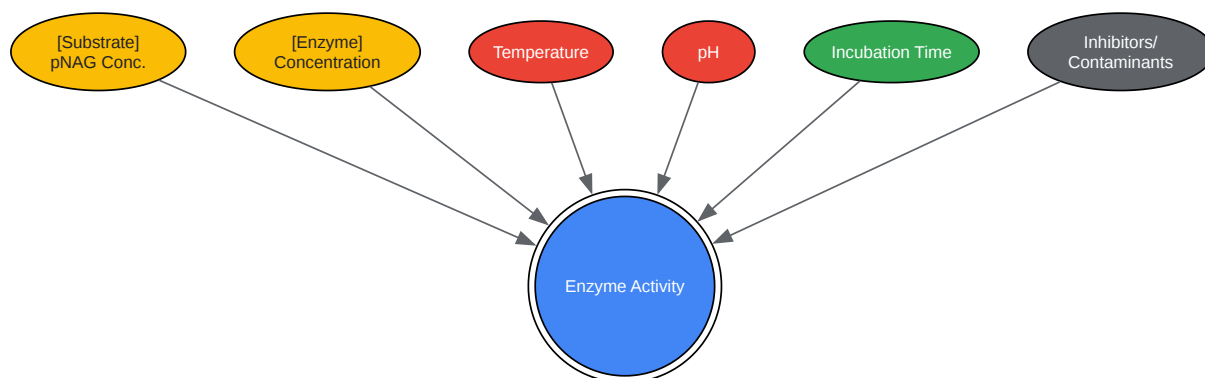 [Substrate]
pNAG Conc.
[Enzyme]
Concentration
Temperature
pH
Incubation Time
Inhibitors/
Contaminants
Enzyme Activity